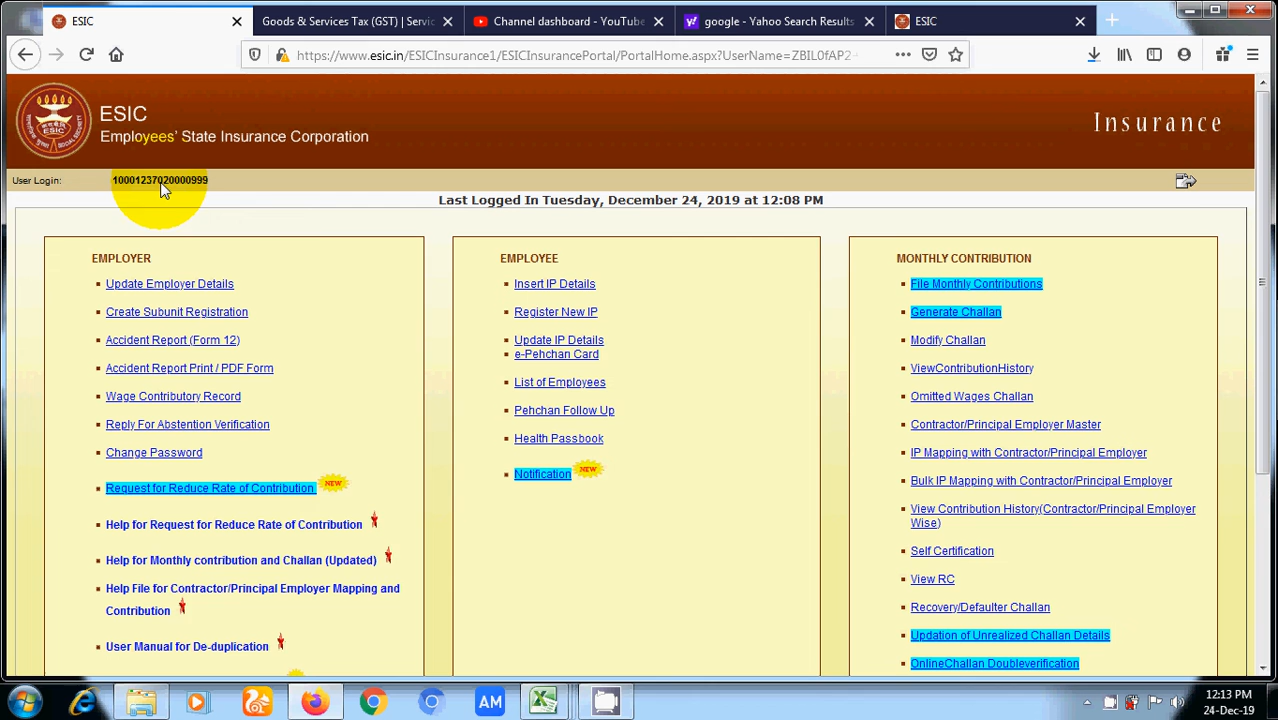 ESIC
Goods & Services Tax (GST) | Servic
Channel dashboard - YouTube
google - Yahoo Search Results
ESIC
https://www.esic.in/ESICInsurance1/ESICInsurancePortal/PortalHome.aspx?UserName=ZBIL0fAP2
ESIC
Employees' State Insurance Corporation
Insurance
User Login: 10001237020000999
Last Logged In Tuesday, December 24, 2019 at 12:08 PM
EMPLOYER
Update Employer Details
Create Subunit Registration
Accident Report (Form 12)
Accident Report Print / PDF Form
Wage Contributory Record
Reply For Abstention Verification
Change Password
Request for Reduce Rate of Contribution NEW
Help for Request for Reduce Rate of Contribution
Help for Monthly contribution and Challan (Updated)
Help File for Contractor/Principal Employer Mapping and
Contribution
User Manual for De-duplication
EMPLOYEE
Insert IP Details
Register New IP
Update IP Details
e-Pehchan Card
List of Employees
Pehchan Follow Up
Health Passbook
Notification NEW
MONTHLY CONTRIBUTION
File Monthly Contributions
Generate Challan
Modify Challan
ViewContributionHistory
Omitted Wages Challan
Contractor/Principal Employer Master
IP Mapping with Contractor/Principal Employer
Bulk IP Mapping with Contractor/Principal Employer
View Contribution History(Contractor/Principal Employer
Wise)
Self Certification
View RC
Recovery/Defaulter Challan
Updation of Unrealized Challan Details
OnlineChallan Doubleverification
AM
12:13 PM
24-Dec-19